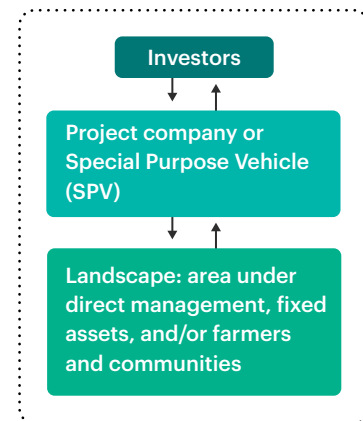 Investors
Project company or
Special Purpose Vehicle
(SPV)
Landscape: area under
direct management, fixed
assets, and/or farmers
and communities